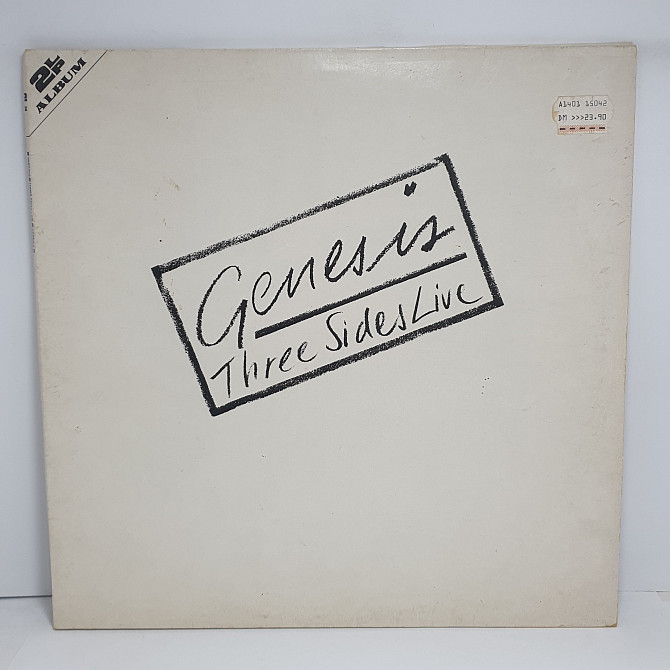 2LP
ALBUM
A1401 15042
DM >>>23.90
Genesis
Three Sides Live